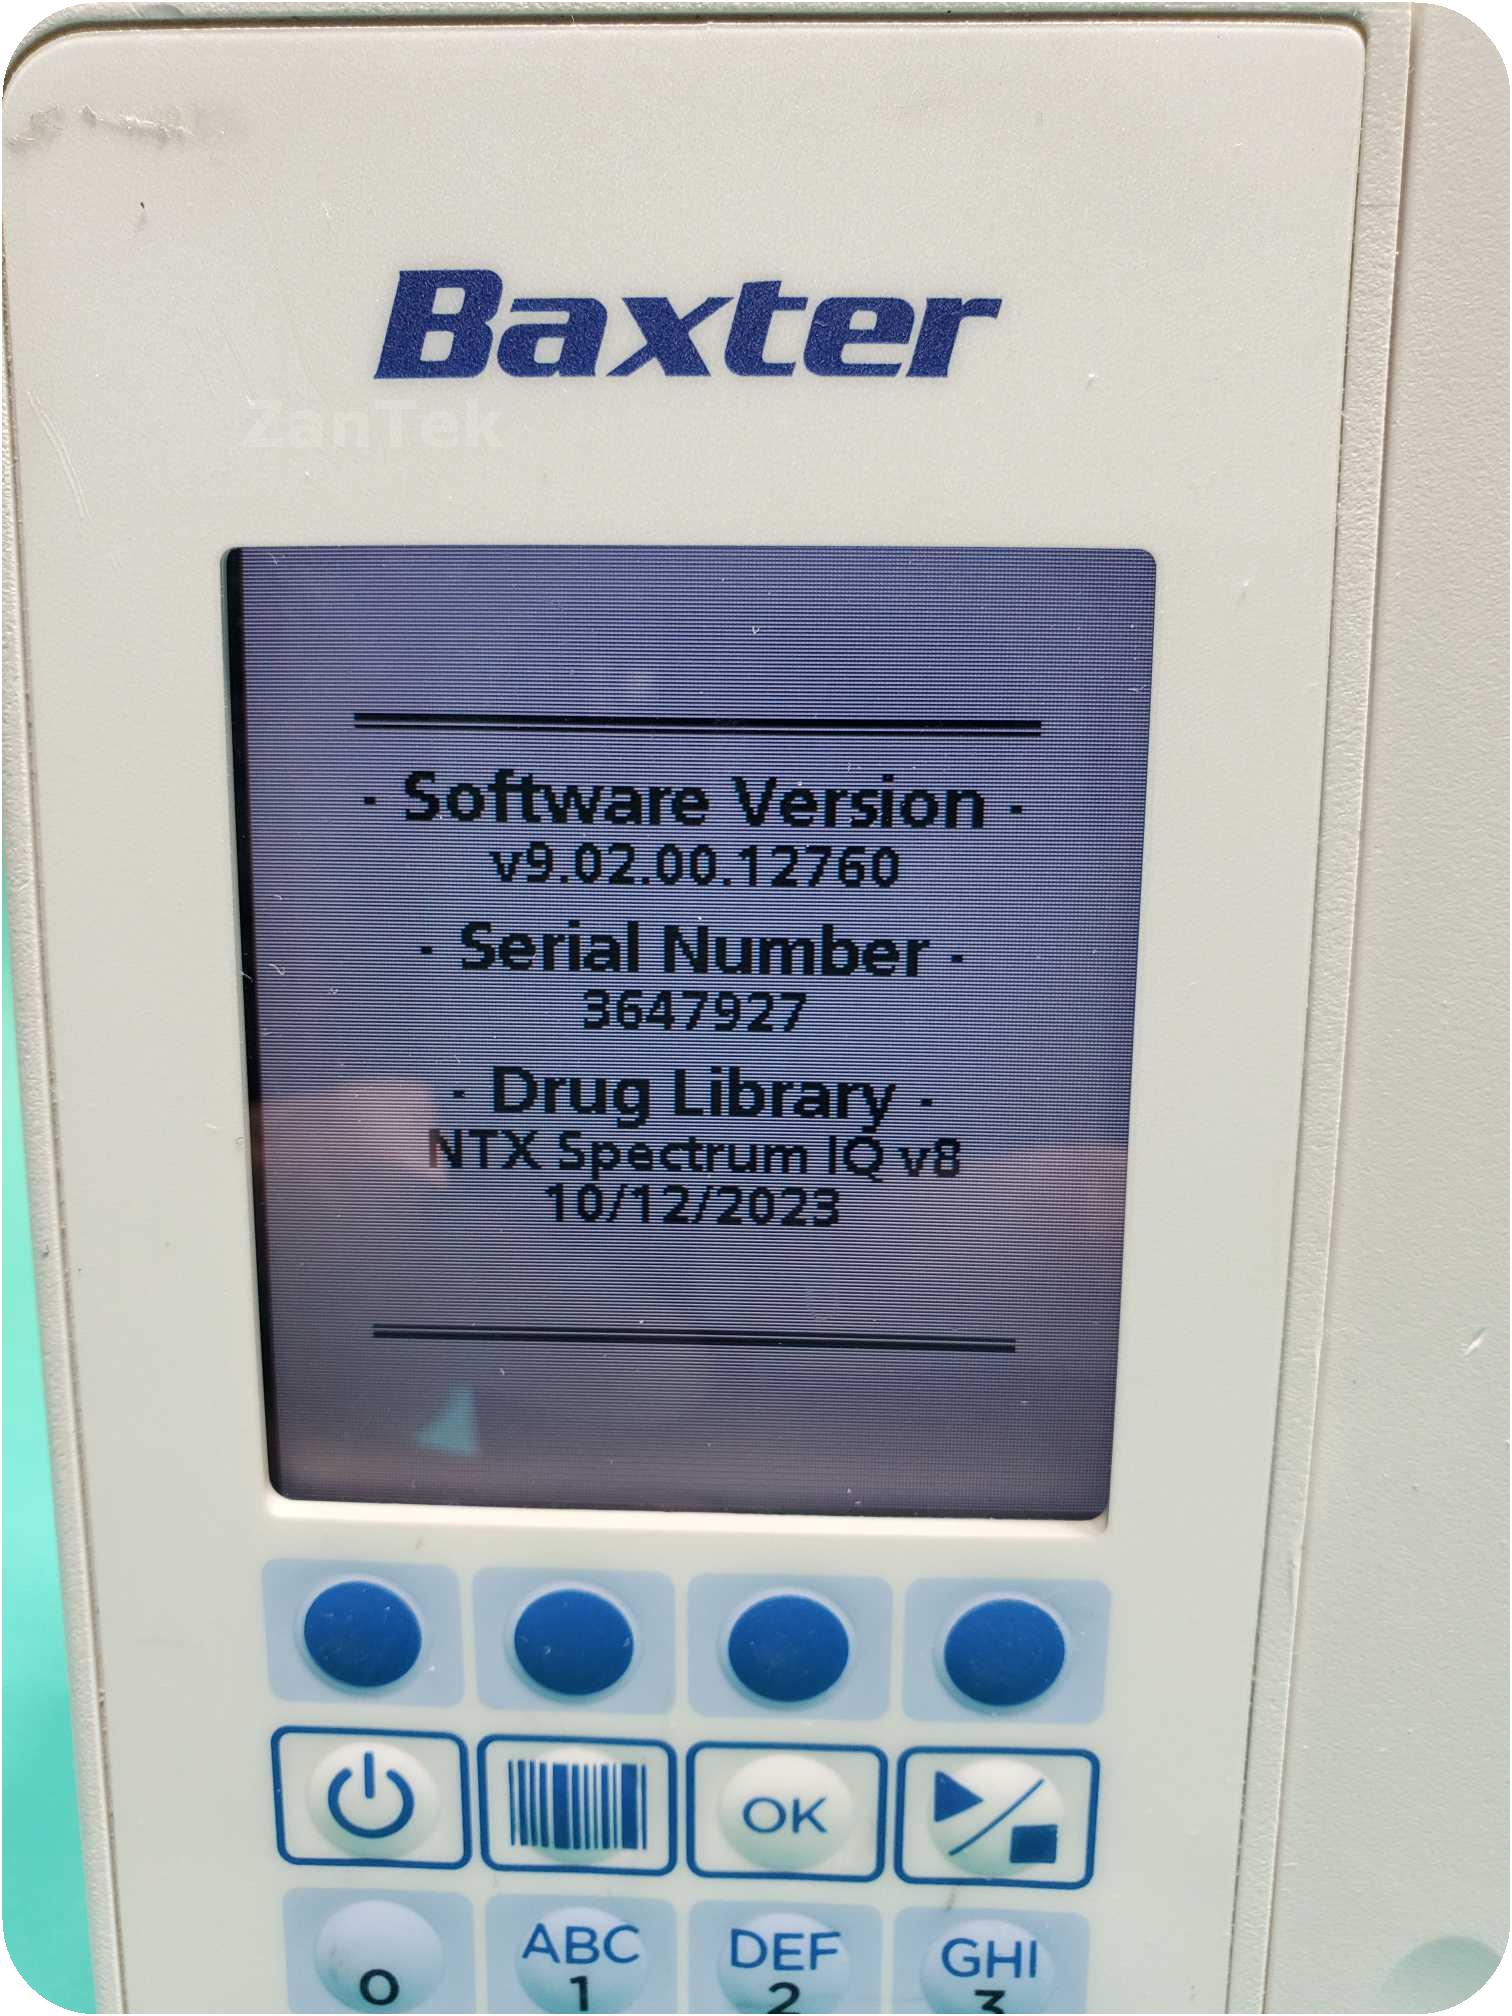 Baxter
ZanTek
- Software Version -
v9.02.00.12760
- Serial Number -
3647927
- Drug Library -
NTX Spectrum IQ v8
10/12/2023
OK
ABC DEF GHI
0 1 2 3